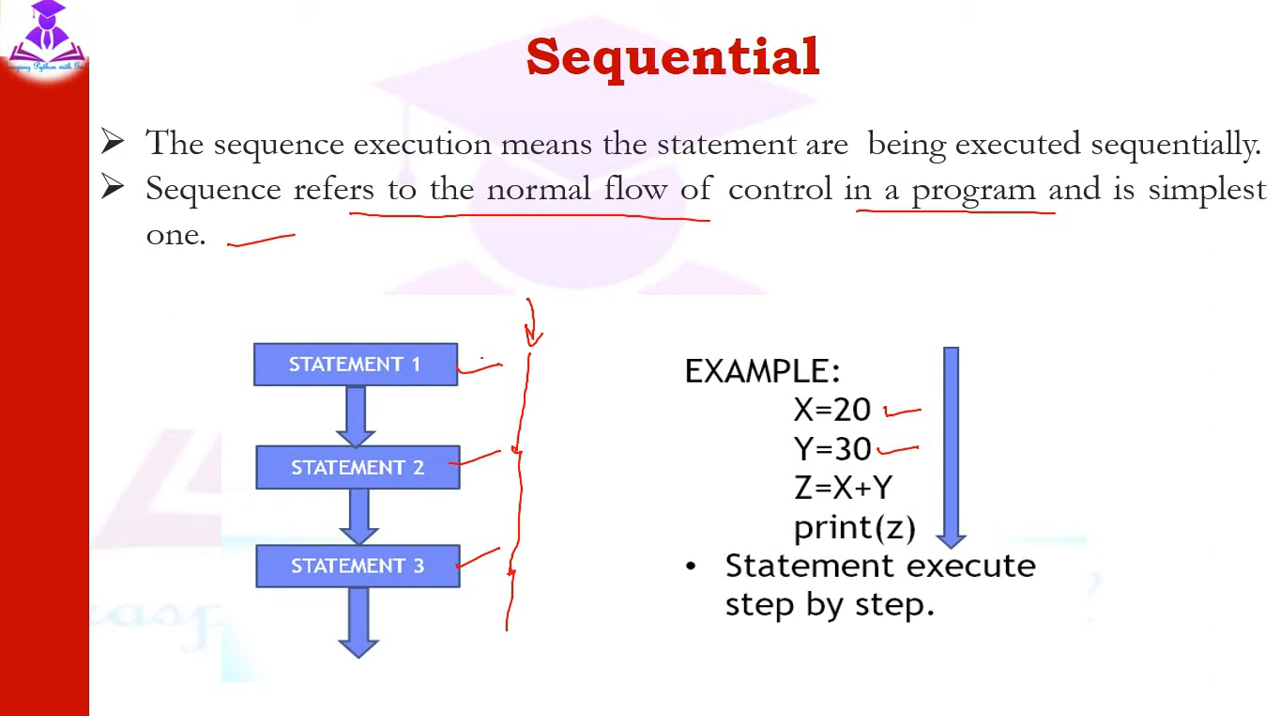 Sequential
➢ The sequence execution means the statement are being executed sequentially.
➢ Sequence refers to the normal flow of control in a program and is simplest
one.
STATEMENT 1
STATEMENT 2
STATEMENT 3
EXAMPLE:
X=20
Y=30
Z=X+Y
print(z)
• Statement execute
step by step.